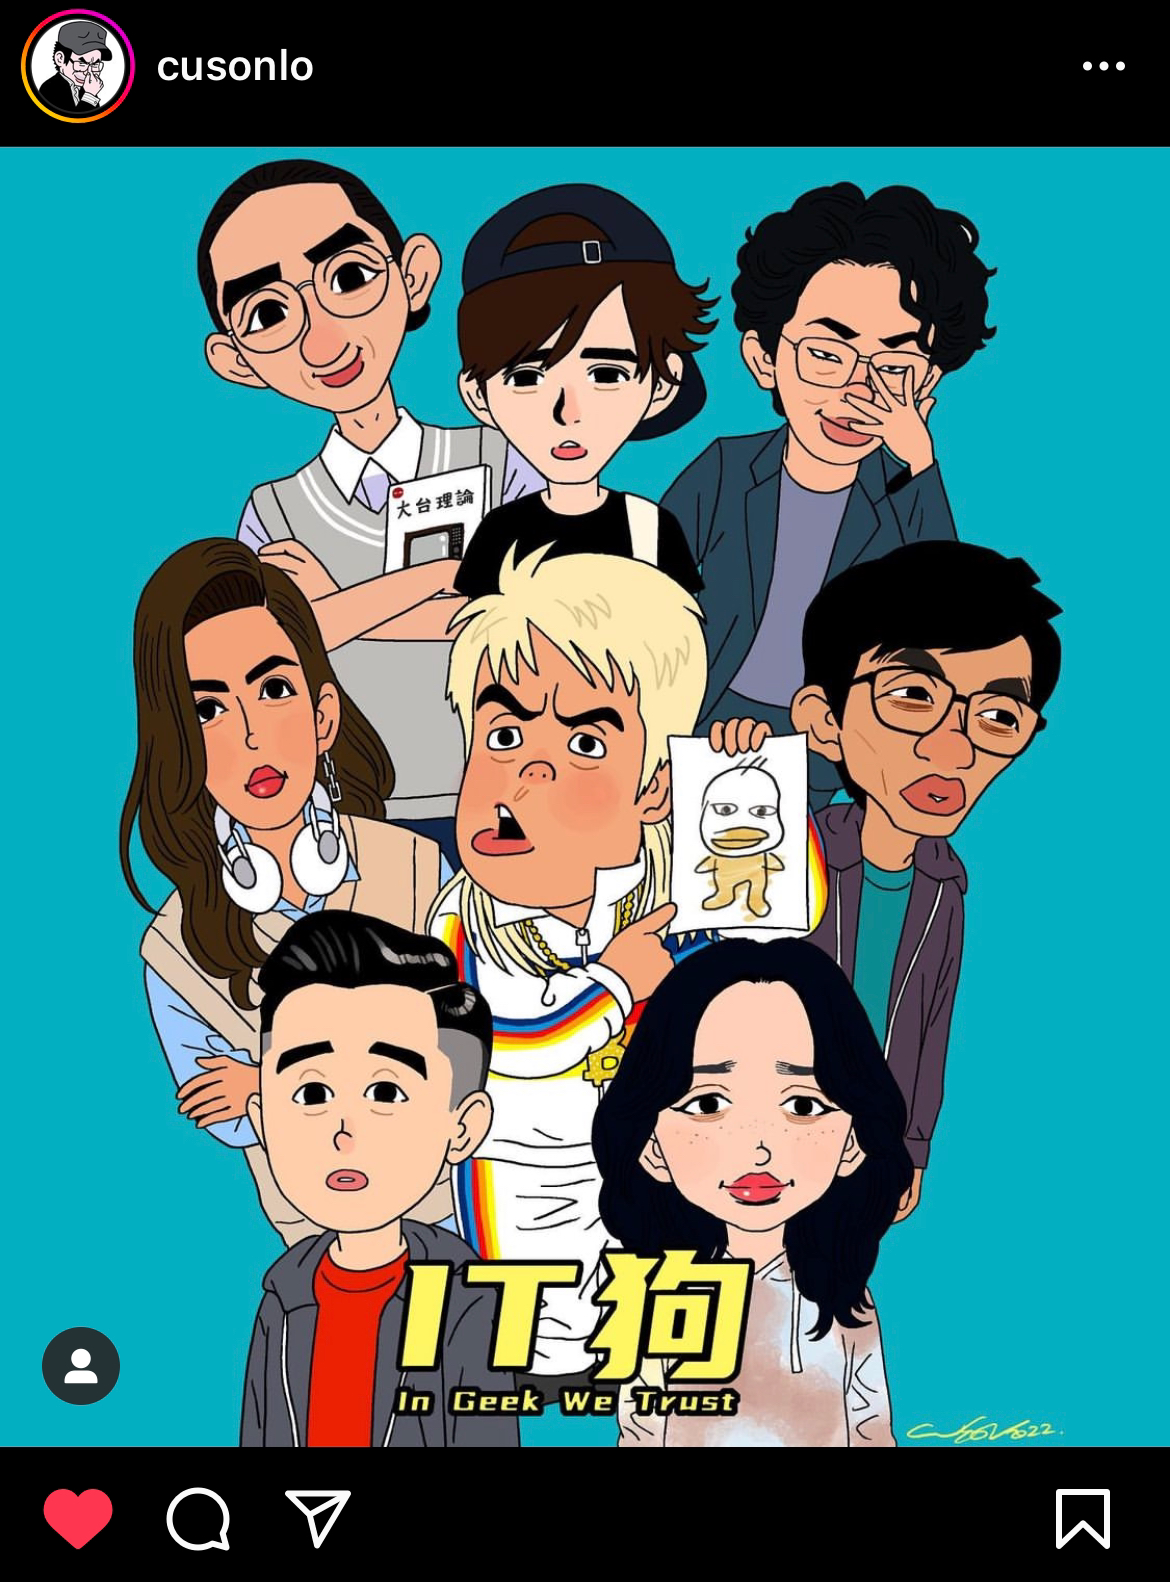 cusonlo
大台理論
IT狗
In Geek We Trust